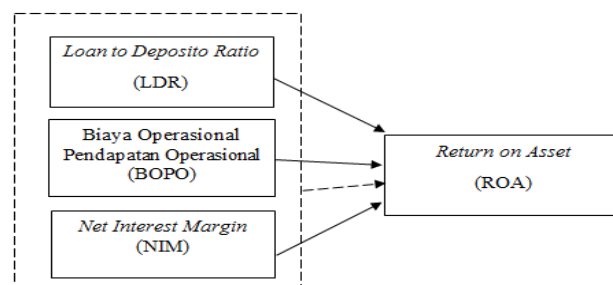 Loan to Deposito Ratio
(LDR)
Biaya Operasional
Pendapatan Operasional
(BOPO)
Net Interest Margin
(NIM)
Return on Asset
(ROA)